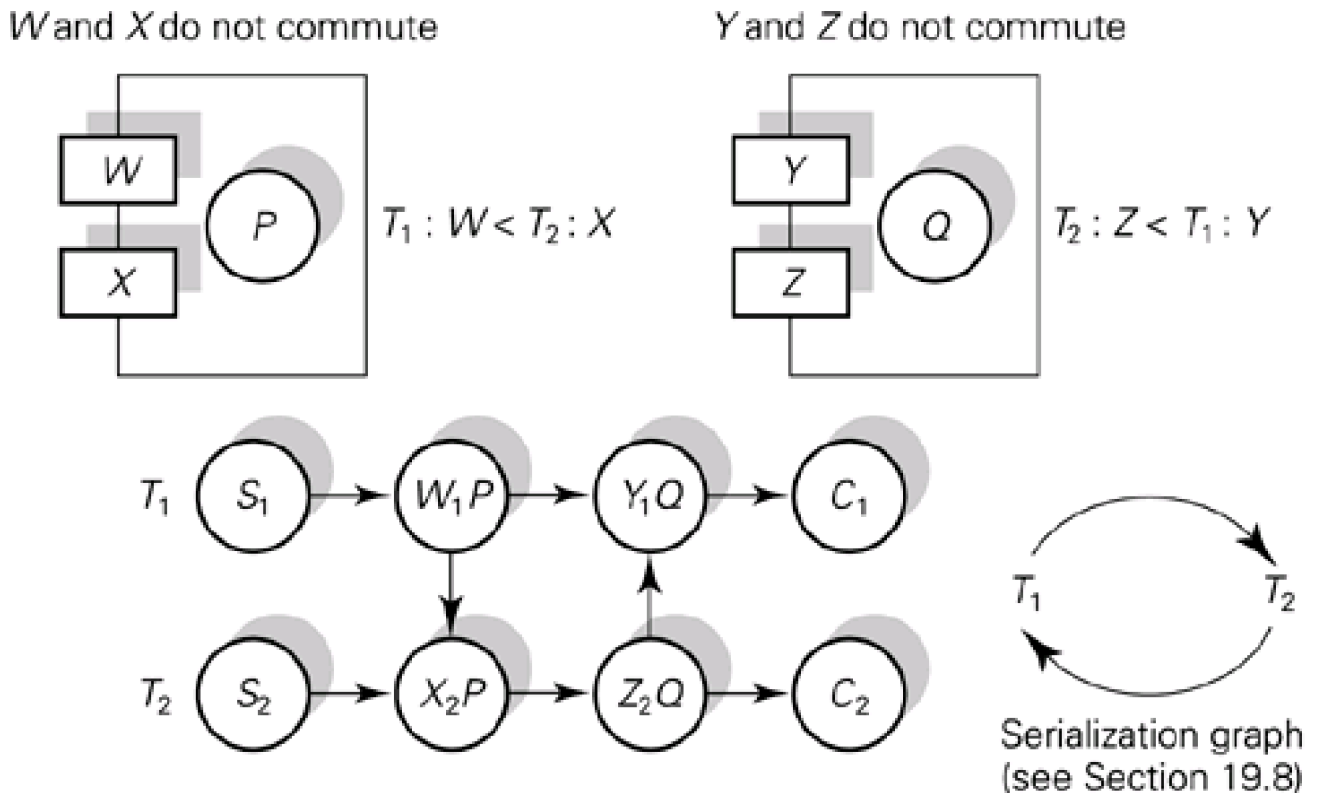 W and X do not commute
Y and Z do not commute
W
X
P
T₁ : W < T₂ : X
Y
Z
Q
T₂ : Z < T₁ : Y
T₁
S₁
W₁P
Y₁Q
C₁
T₂
S₂
X₂P
Z₂Q
C₂
T₁
T₂
Serialization graph
(see Section 19.8)